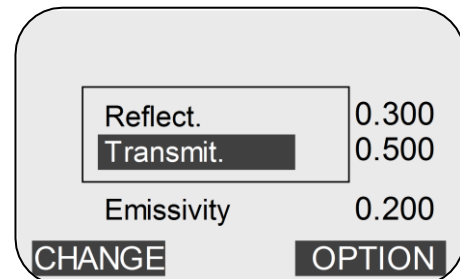 Reflect. 0.300
Transmit. 0.500
Emissivity 0.200
CHANGE OPTION